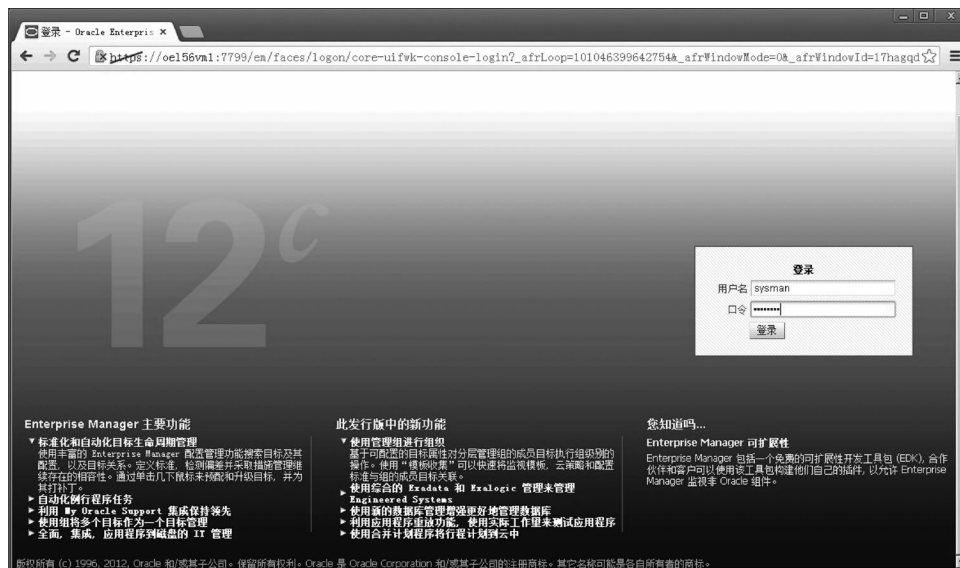 登录 - Oracle Enterpris ×
https://oel56vm1:7799/em/faces/logon/core-uifwk-console-login?_afrLoop=101046399642754&_afrWindowMode=0&_afrWindowId=17hagqd
12c
登录
用户名 sysman
口令 ••••••••
登录
Enterprise Manager 主要功能
标准化和自动化目标生命周期管理
使用丰富的 Enterprise Manager 配置管理功能搜索目标及其
配置, 以及目标关系。定义标准, 检测偏差并采取措施管理继
续存在的相容性。通过单击几下鼠标来预配和升级目标, 并为
其打补丁。
自动化例行程序任务
利用 My Oracle Support 集成保持领先
使用组将多个目标作为一个目标管理
全面, 集成, 应用程序到磁盘的 IT 管理
此发行版中的新功能
使用管理组进行组织
基于可配置的目标属性对分层管理组的成员目标执行组级别的
操作。使用 “模板收集” 可以快速将监视模板, 云策略和配置
标准与组的成员目标关联。
使用综合的 Exadata 和 Exalogic 管理来管理
Engineered Systems
使用新的数据库管理增强更好地管理数据库
利用应用程序重放功能, 使用实际工作量来测试应用程序
使用合并计划程序将行程计划到云中
您知道吗...
Enterprise Manager 可扩展性
Enterprise Manager 包括一个免费的可扩展性开发工具包 (EDK), 合作
伙伴和客户可以使用该工具包构建他们自己的插件, 以允许 Enterprise
Manager 监视非 Oracle 组件。
版权所有 (c) 1996, 2012, Oracle 和/或其子公司。保留所有权利。Oracle 是 Oracle Corporation 和/或其子公司的注册商标。其它名称可能是各自所有者的商标。